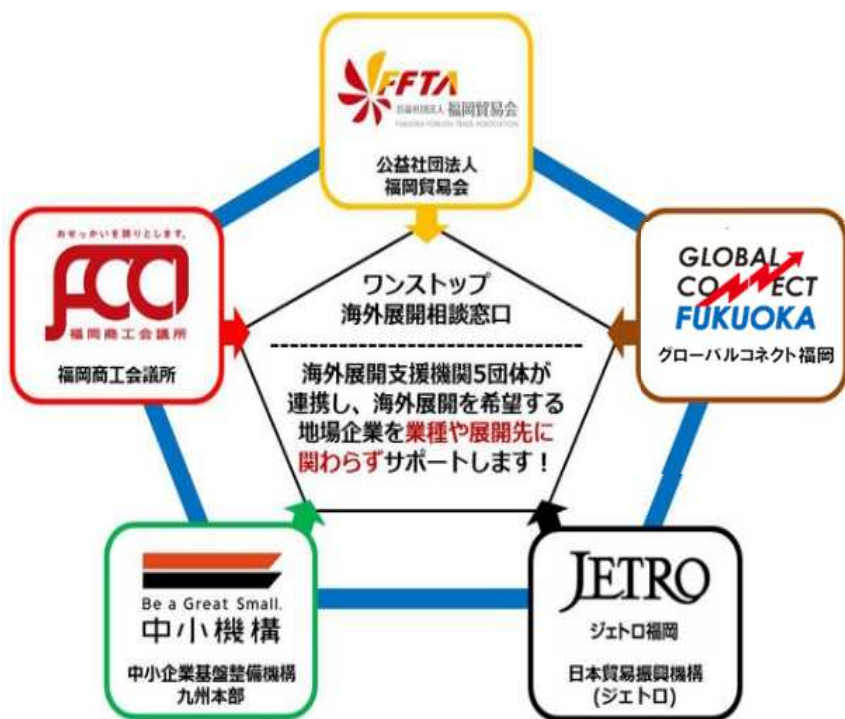 FFTA
公益社団法人 福岡貿易会
FUKUOKA FOREIGN TRADE ASSOCIATION
公益社団法人
福岡貿易会
おせっかいを誇りとします。
FCCI
福岡商工会議所
福岡商工会議所
GLOBAL
CONNECT
FUKUOKA
グローバルコネクト福岡
ワンストップ
海外展開相談窓口
海外展開支援機関5団体が
連携し、海外展開を希望する
地場企業を業種や展開先に
関わらずサポートします！
Be a Great Small.
中小機構
中小企業基盤整備機構
九州本部
JETRO
ジェトロ福岡
日本貿易振興機構
(ジェトロ)